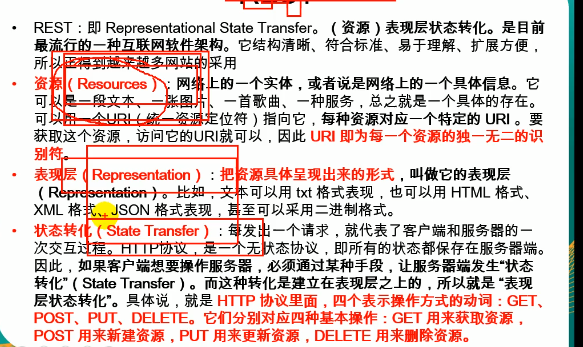 • REST：即 Representational State Transfer。（资源）表现层状态转化。是目前
最流行的一种互联网软件架构。它结构清晰、符合标准、易于理解、扩展方便，
所以正得到越来越多网站的采用
• 资源（Resources）：网络上的一个实体，或者说是网络上的一个具体信息。它
可以是一段文本、一张图片、一首歌曲、一种服务，总之就是一个具体的存在。
可以用一个URI（统一资源定位符）指向它，每种资源对应一个特定的 URI 。要
获取这个资源，访问它的URI就可以，因此 URI 即为每一个资源的独一无二的识
别符。
• 表现层（Representation）：把资源具体呈现出来的形式，叫做它的表现层
（Representation）。比如，文本可以用 txt 格式表现，也可以用 HTML 格式、
XML 格式、JSON 格式表现，甚至可以采用二进制格式。
• 状态转化（State Transfer）：每发出一个请求，就代表了客户端和服务器的一
次交互过程。HTTP协议，是一个无状态协议，即所有的状态都保存在服务器端。
因此，如果客户端想要操作服务器，必须通过某种手段，让服务器端发生“状态
转化”（State Transfer）。而这种转化是建立在表现层之上的，所以就是 “表现
层状态转化”。具体说，就是 HTTP 协议里面，四个表示操作方式的动词：GET、
POST、PUT、DELETE。它们分别对应四种基本操作：GET 用来获取资源，
POST 用来新建资源，PUT 用来更新资源，DELETE 用来删除资源。